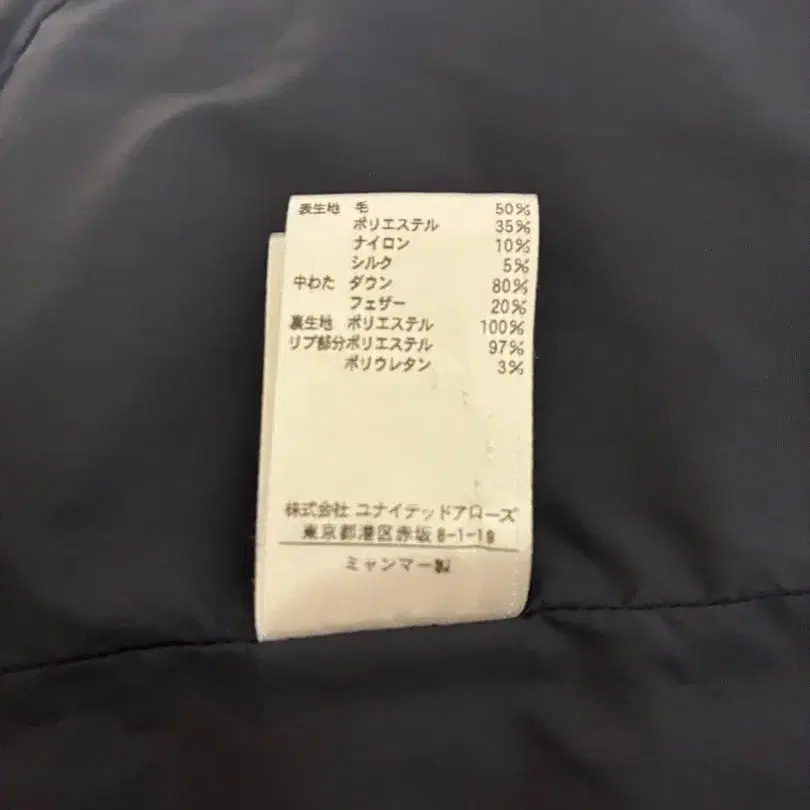 表生地 毛 50%
ポリエステル 35%
ナイロン 10%
シルク 5%
中わた ダウン 80%
フェザー 20%
裏生地 ポリエステル 100%
リブ部分ポリエステル 97%
ポリウレタン 3%
株式会社 ユナイテッドアローズ
東京都港区赤坂 8-1-19
ミャンマー製